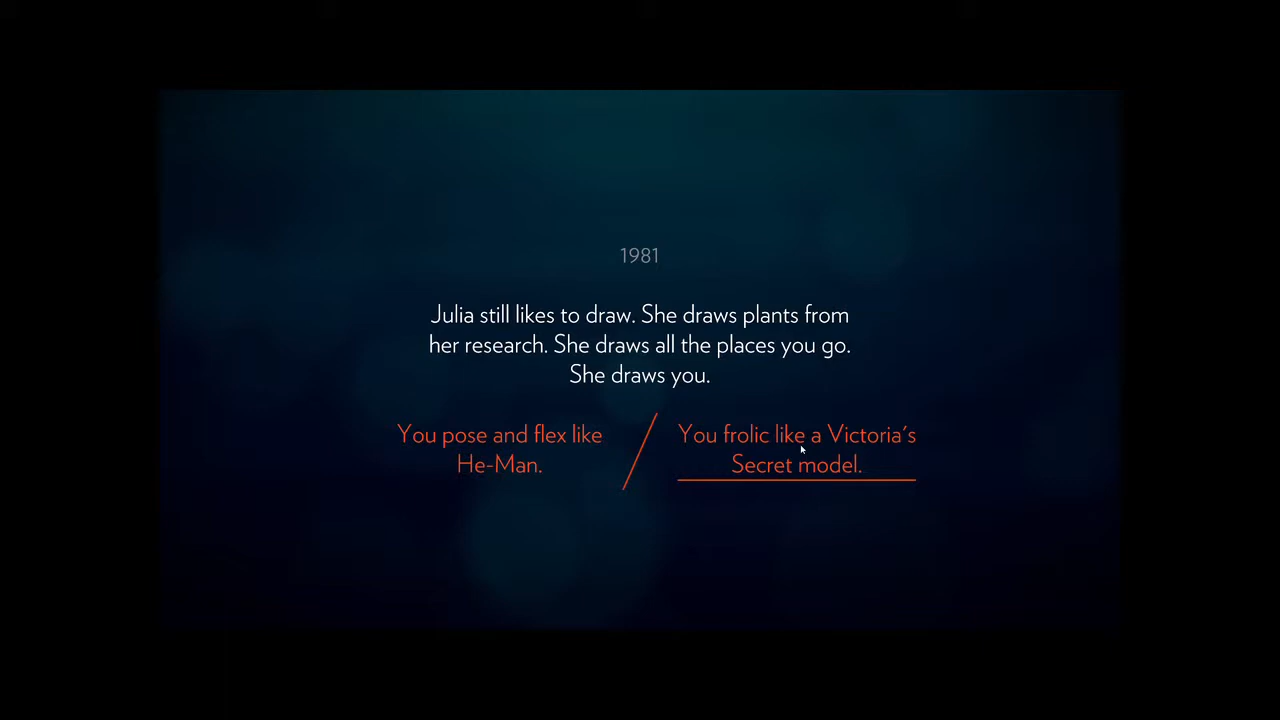 1981
Julia still likes to draw. She draws plants from
her research. She draws all the places you go.
She draws you.
You pose and flex like
He-Man.
You frolic like a Victoria's
Secret model.